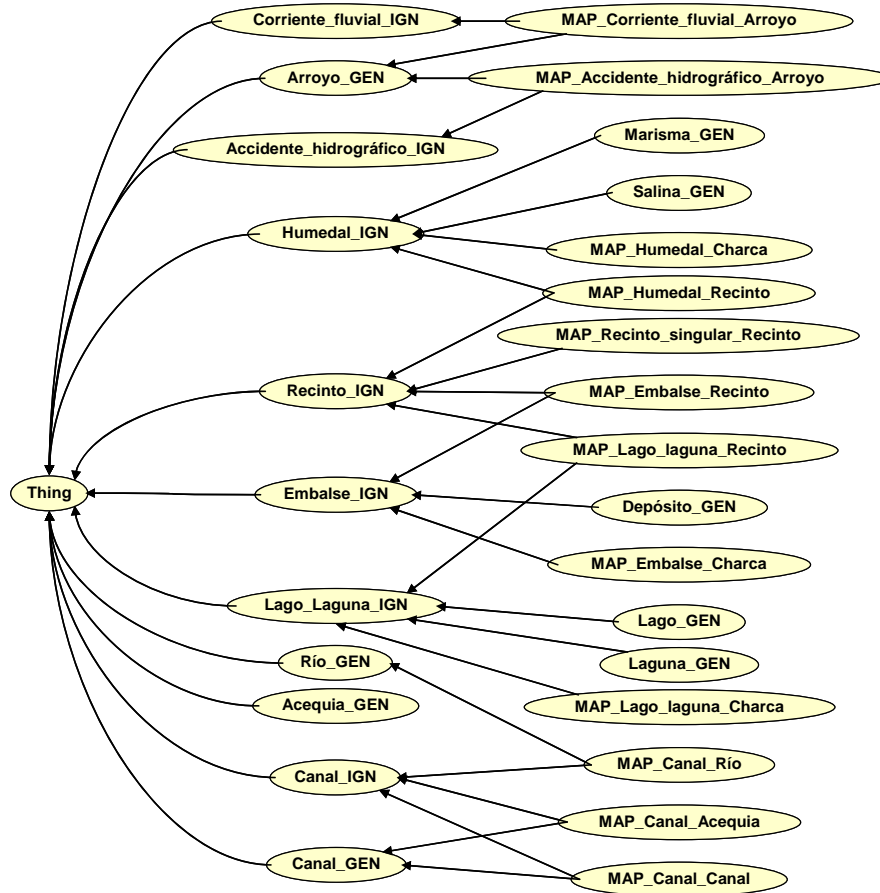 Corriente_fluvial_IGN
MAP_Corriente_fluvial_Arroyo
Arroyo_GEN
MAP_Accidente_hidrográfico_Arroyo
Marisma_GEN
Accidente_hidrográfico_IGN
Salina_GEN
Humedal_IGN
MAP_Humedal_Charca
MAP_Humedal_Recinto
MAP_Recinto_singular_Recinto
Recinto_IGN
MAP_Embalse_Recinto
MAP_Lago_laguna_Recinto
Thing
Embalse_IGN
Depósito_GEN
MAP_Embalse_Charca
Lago_Laguna_IGN
Lago_GEN
Río_GEN
Laguna_GEN
Acequia_GEN
MAP_Lago_laguna_Charca
Canal_IGN
MAP_Canal_Río
MAP_Canal_Acequia
Canal_GEN
MAP_Canal_Canal